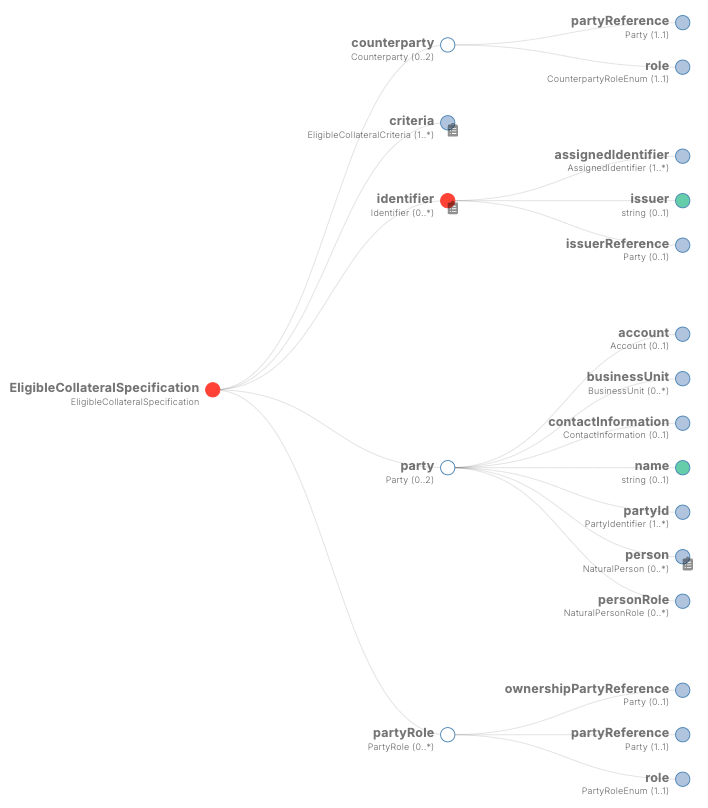 EligibleCollateralSpecification
EligibleCollateralSpecification
counterparty
Counterparty (0..2)
partyReference
Party (1..1)
role
CounterpartyRoleEnum (1..1)
criteria
EligibleCollateralCriteria (1..*)
identifier
Identifier (0..*)
assignedIdentifier
AssignedIdentifier (1..*)
issuer
string (0..1)
issuerReference
Party (0..1)
party
Party (0..2)
account
Account (0..1)
businessUnit
BusinessUnit (0..*)
contactInformation
ContactInformation (0..1)
name
string (0..1)
partyId
PartyIdentifier (1..*)
person
NaturalPerson (0..*)
personRole
NaturalPersonRole (0..*)
partyRole
PartyRole (0..*)
ownershipPartyReference
Party (0..1)
partyReference
Party (1..1)
role
PartyRoleEnum (1..1)